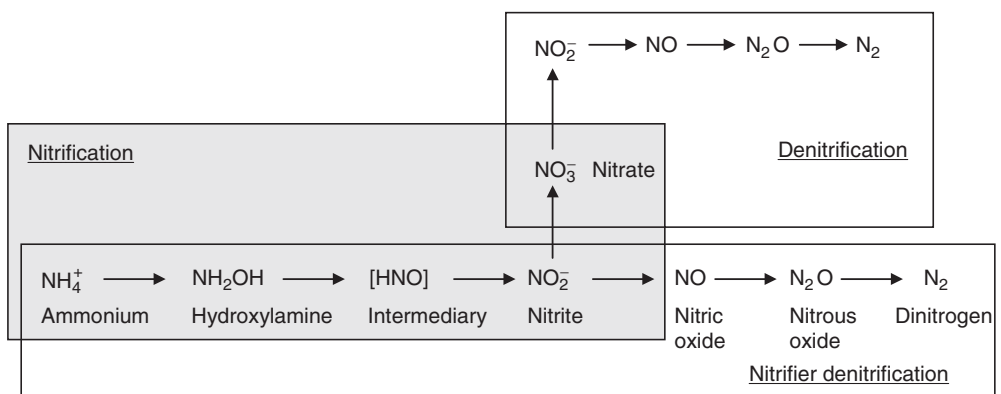 NO₂⁻ NO N₂O N₂
Nitrification
Denitrification
NO₃⁻ Nitrate
NH₄⁺ NH₂OH [HNO] NO₂⁻ NO N₂O N₂
Ammonium Hydroxylamine Intermediary Nitrite Nitric oxide Nitrous oxide Dinitrogen
Nitrifier denitrification